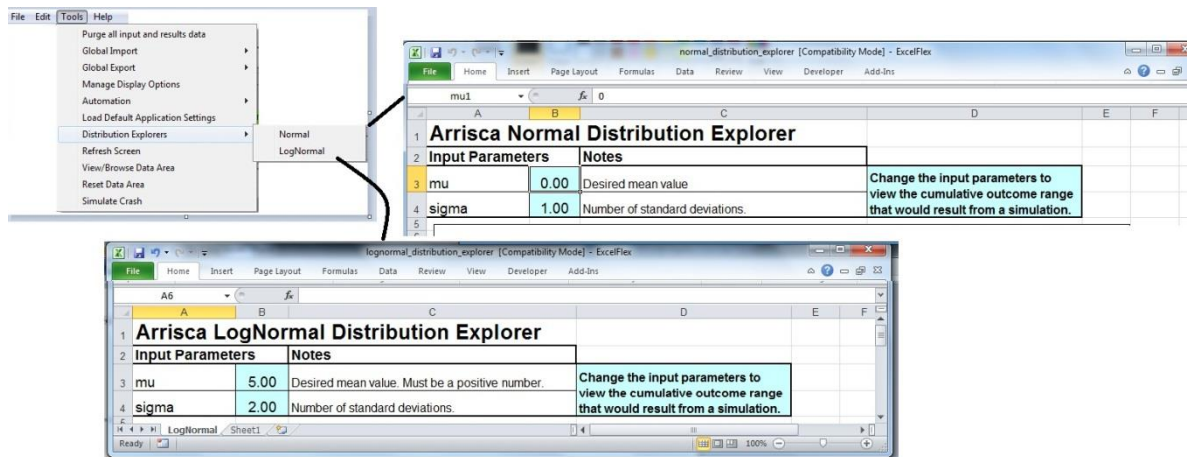 File Edit Tools Help
Purge all input and results data
Global Import
Global Export
Manage Display Options
Automation
Load Default Application Settings
Distribution Explorers
Refresh Screen
View/Browse Data Area
Reset Data Area
Simulate Crash
Normal
LogNormal
normal_distribution_explorer [Compatibility Mode] - ExcelFlex
File Home Insert Page Layout Formulas Data Review View Developer Add-Ins
mu1 fx 0
A B C D E F
1 Arrisca Normal Distribution Explorer
2 Input Parameters Notes
3 mu 0.00 Desired mean value
4 sigma 1.00 Number of standard deviations.
Change the input parameters to
view the cumulative outcome range
that would result from a simulation.
5
lognormal_distribution_explorer [Compatibility Mode] - ExcelFlex
File Home Insert Page Layout Formulas Data Review View Developer Add-Ins
A6 fx
A B C D E F
1 Arrisca LogNormal Distribution Explorer
2 Input Parameters Notes
3 mu 5.00 Desired mean value. Must be a positive number.
4 sigma 2.00 Number of standard deviations.
Change the input parameters to
view the cumulative outcome range
that would result from a simulation.
LogNormal Sheet1
Ready 100%